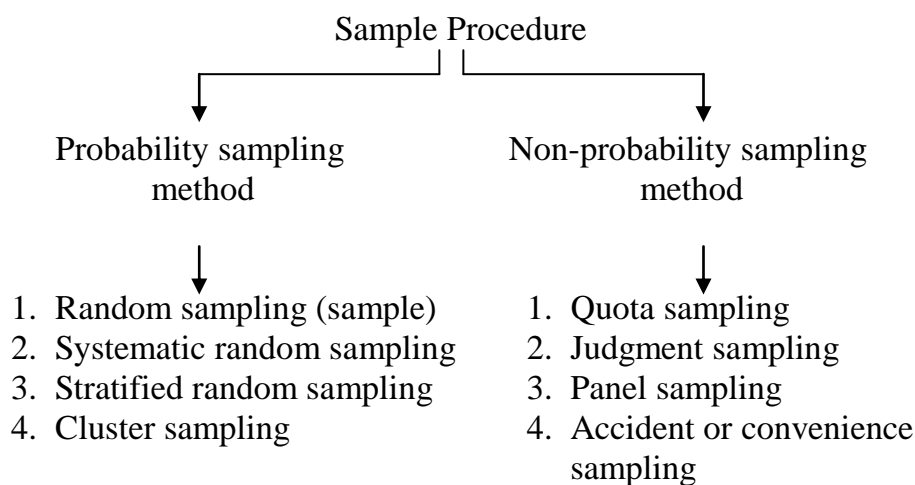 Sample Procedure
Probability sampling
method
Non-probability sampling
method
1. Random sampling (sample)
2. Systematic random sampling
3. Stratified random sampling
4. Cluster sampling
1. Quota sampling
2. Judgment sampling
3. Panel sampling
4. Accident or convenience
sampling